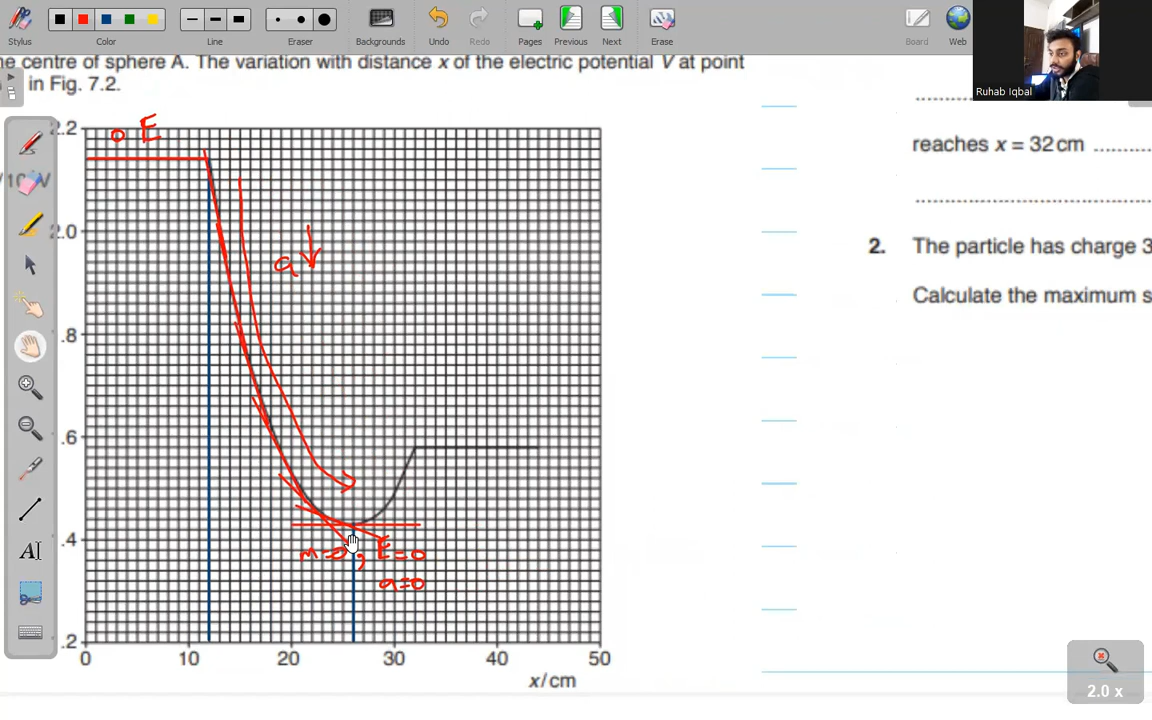 Stylus
Color
Line
Eraser
Backgrounds
Undo
Redo
Pages
Previous
Next
Erase
Board
Web
Ruhab Iqbal
he centre of sphere A. The variation with distance x of the electric potential V at point
in Fig. 7.2.
2.2
0 E
V
2.0
a
.8
.6
.4
m=0 ; E=0
a=0
.2
0 10 20 30 40 50
x/cm
reaches x = 32 cm
2. The particle has charge 3
Calculate the maximum s
A
2.0 x